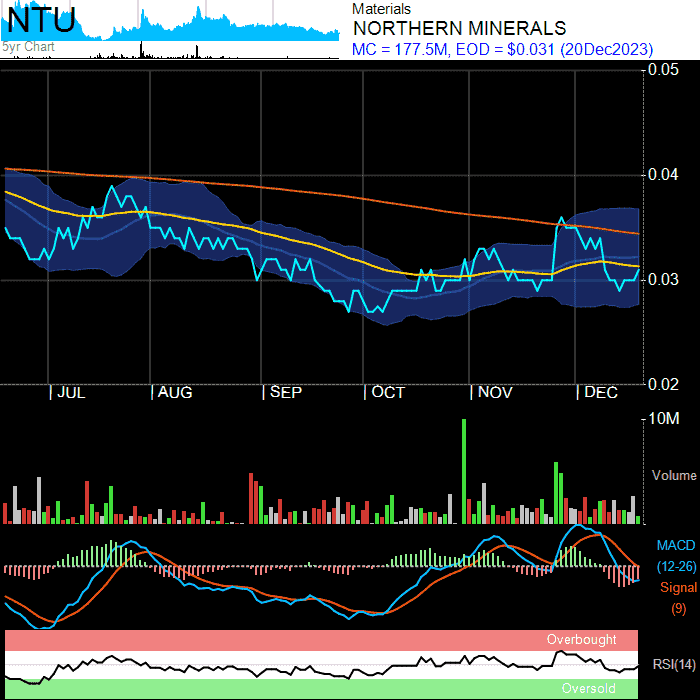 NTU
5yr Chart
Materials
NORTHERN MINERALS
MC = 177.5M, EOD = $0.031 (20Dec2023)
0.05
0.04
0.03
0.02
| JUL | AUG | SEP | OCT | NOV | DEC
10M
Volume
MACD
(12-26)
Signal
(9)
Overbought
RSI(14)
Oversold